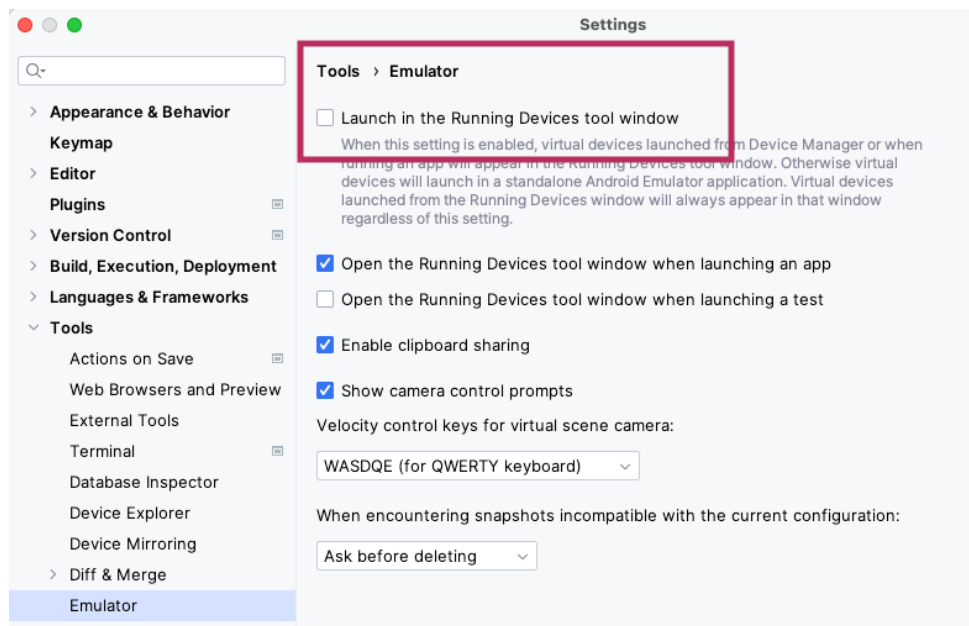 Settings
Appearance & Behavior
Keymap
Editor
Plugins
Version Control
Build, Execution, Deployment
Languages & Frameworks
Tools
Actions on Save
Web Browsers and Preview
External Tools
Terminal
Database Inspector
Device Explorer
Device Mirroring
Diff & Merge
Emulator
Tools › Emulator
Launch in the Running Devices tool window
When this setting is enabled, virtual devices launched from Device Manager or when
running an app will appear in the Running Devices tool window. Otherwise virtual
devices will launch in a standalone Android Emulator application. Virtual devices
launched from the Running Devices window will always appear in that window
regardless of this setting.
Open the Running Devices tool window when launching an app
Open the Running Devices tool window when launching a test
Enable clipboard sharing
Show camera control prompts
Velocity control keys for virtual scene camera:
WASDQE (for QWERTY keyboard)
When encountering snapshots incompatible with the current configuration:
Ask before deleting